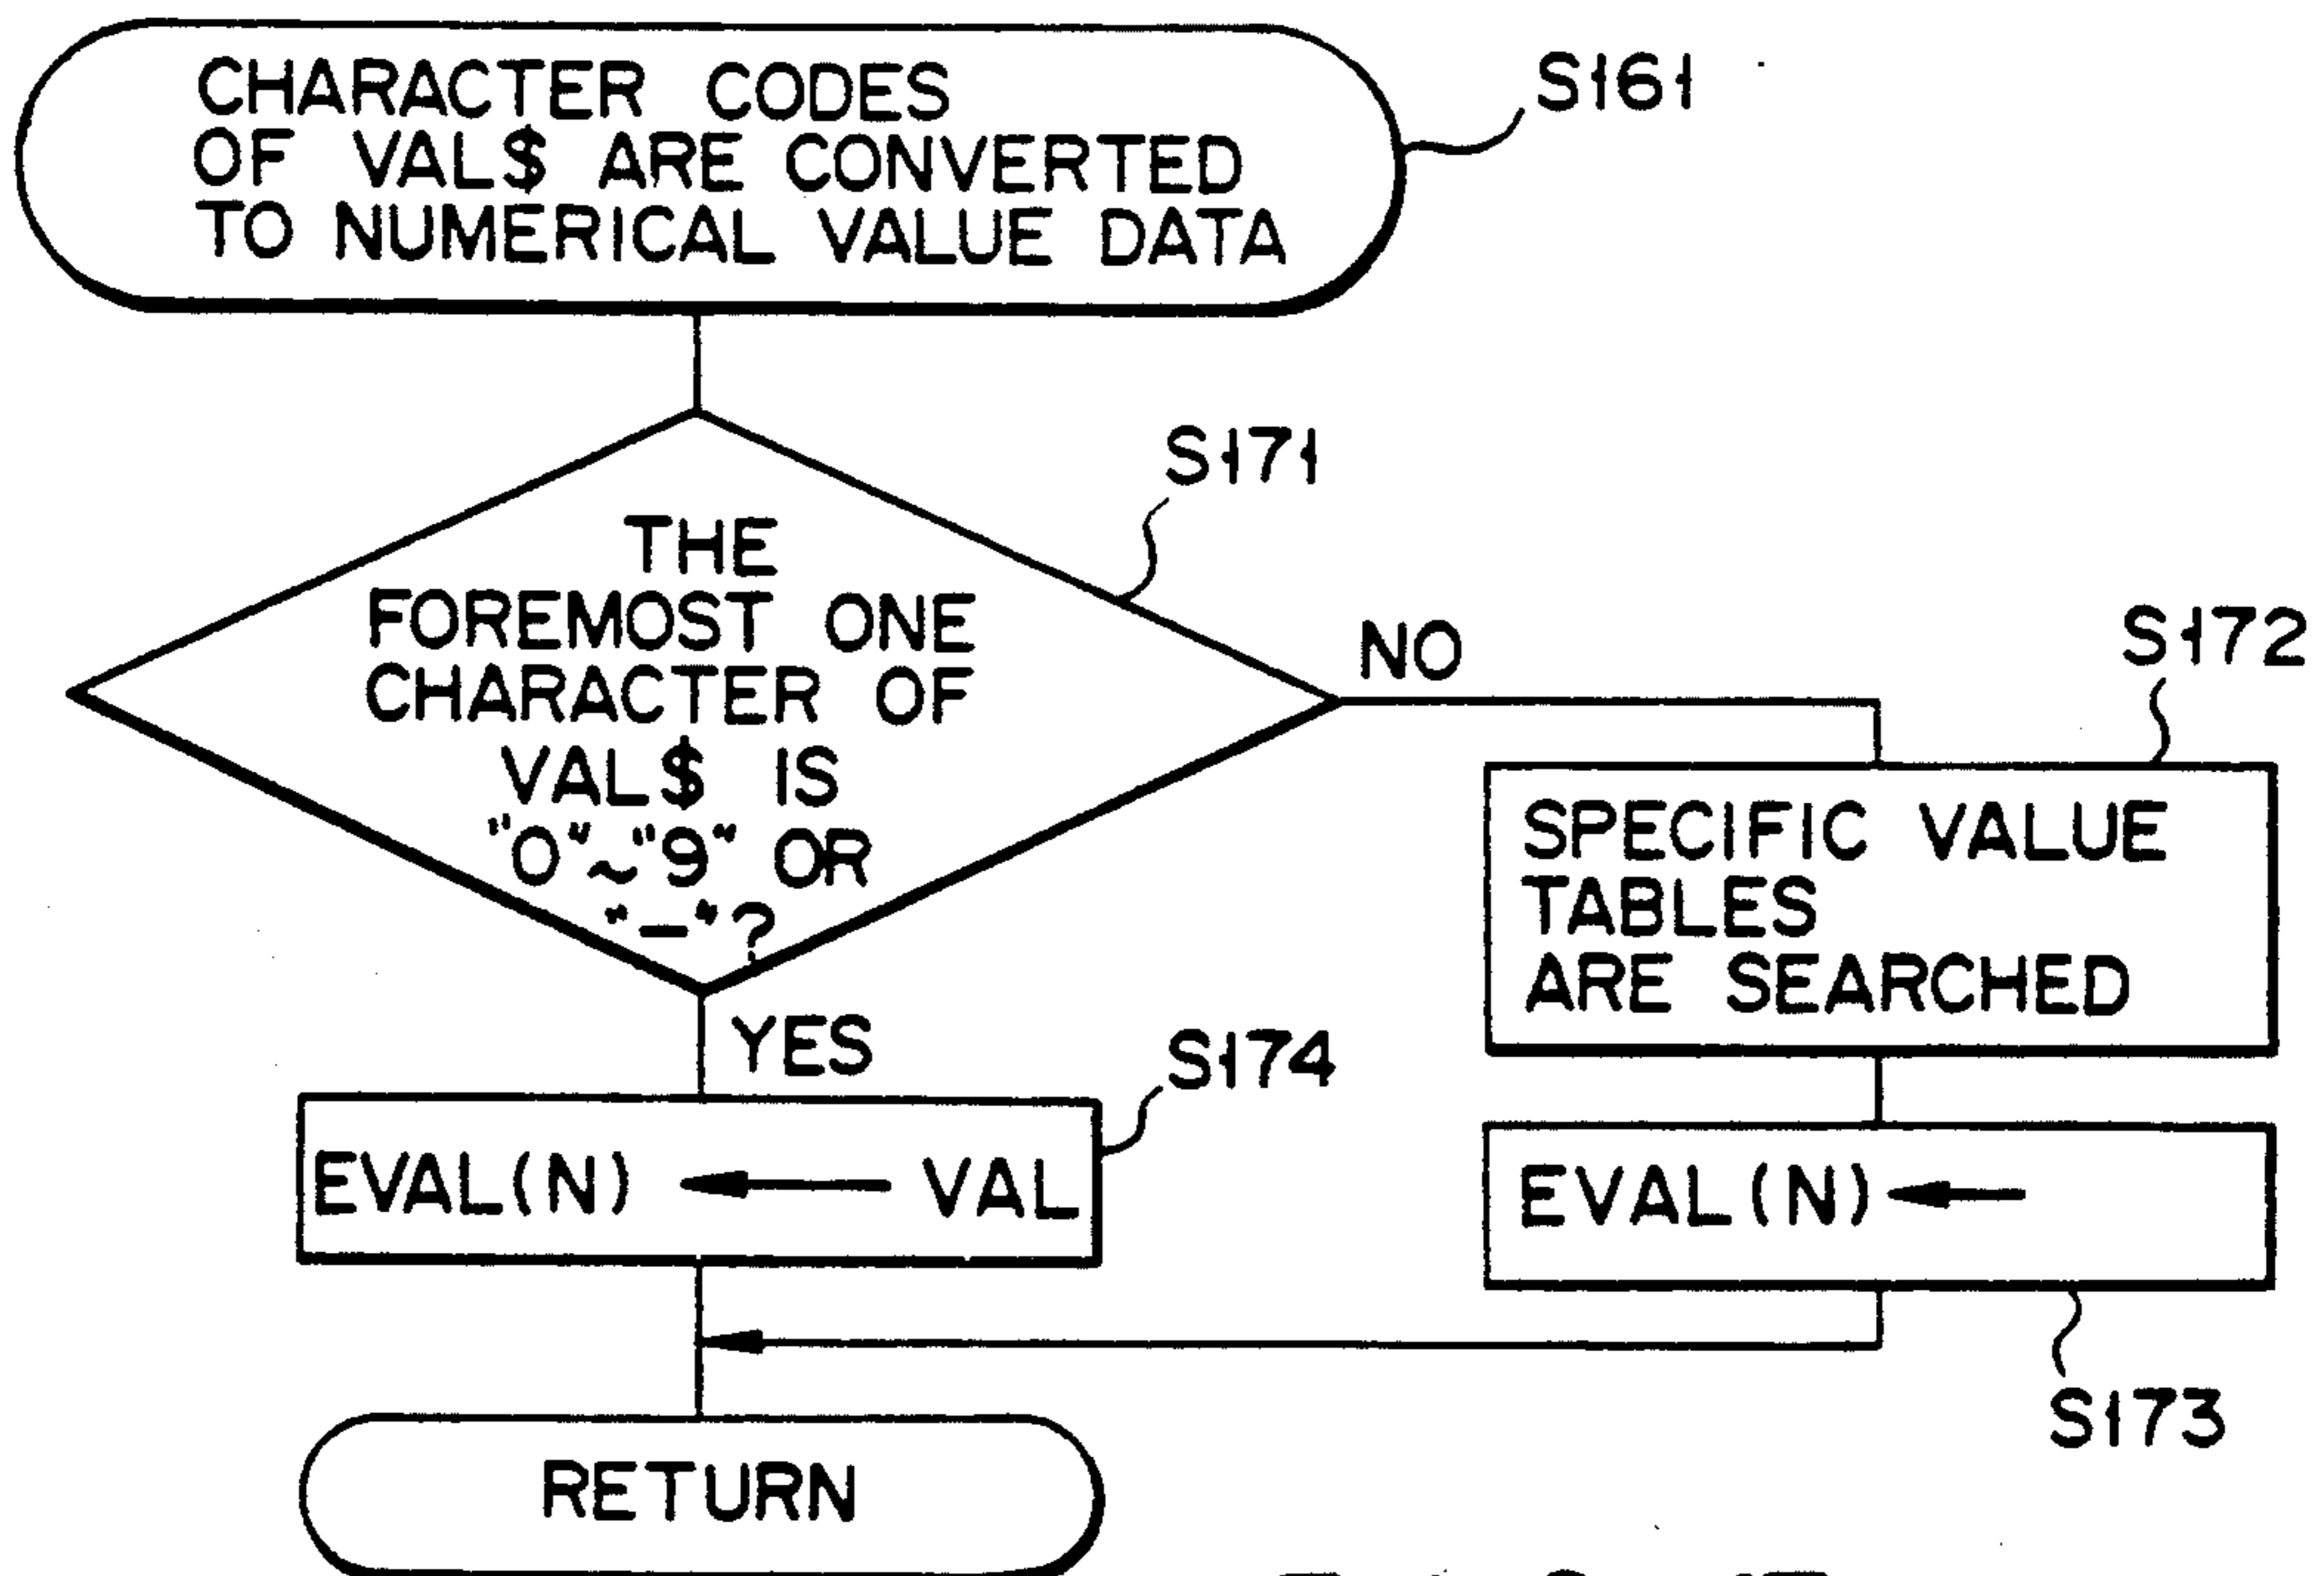 CHARACTER CODES
OF VAL$ ARE CONVERTED
TO NUMERICAL VALUE DATA
S161
S171
THE
FOREMOST ONE
CHARACTER OF
VAL$ IS
"0"~"9" OR
"-"?
NO
S172
SPECIFIC VALUE
TABLES
ARE SEARCHED
YES
S174
EVAL(N) ← VAL
EVAL(N) ←
S173
RETURN